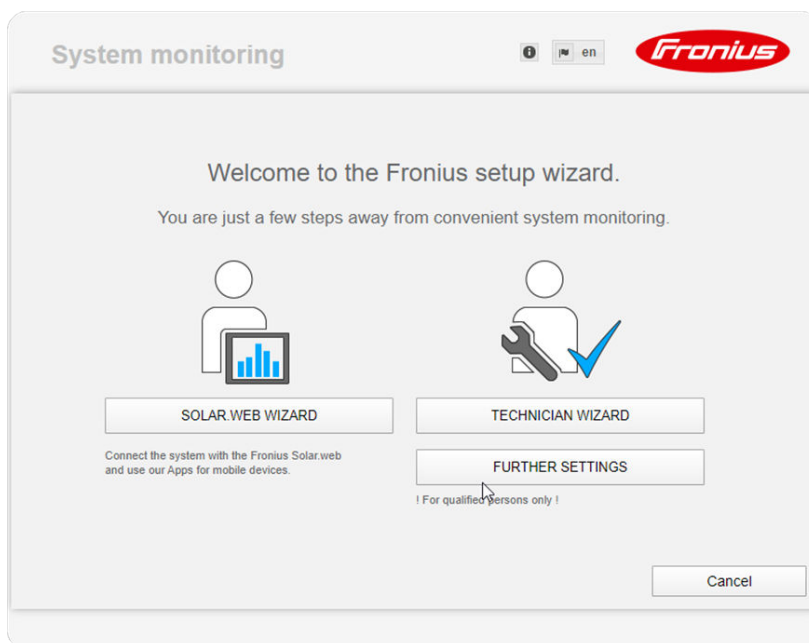 System monitoring
en
Fronius
Welcome to the Fronius setup wizard.
You are just a few steps away from convenient system monitoring.
SOLAR.WEB WIZARD
TECHNICIAN WIZARD
Connect the system with the Fronius Solar.web
and use our Apps for mobile devices.
FURTHER SETTINGS
! For qualified persons only !
Cancel